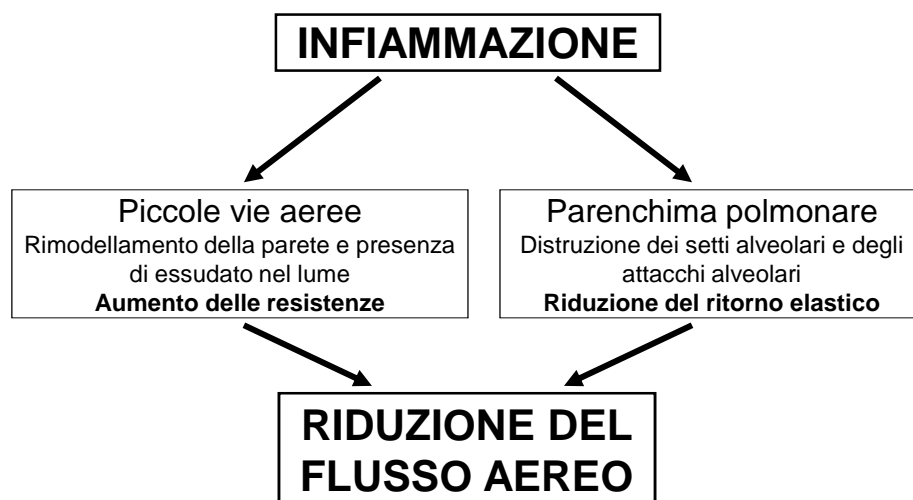 INFIAMMAZIONE
Piccole vie aeree
Rimodellamento della parete e presenza
di essudato nel lume
Aumento delle resistenze
Parenchima polmonare
Distruzione dei setti alveolari e degli
attacchi alveolari
Riduzione del ritorno elastico
RIDUZIONE DEL
FLUSSO AEREO